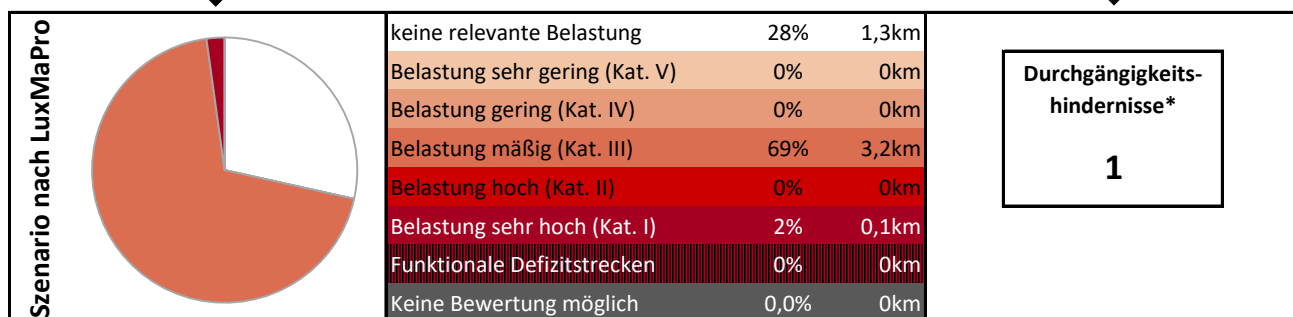 Szenario nach LuxMaPro
keine relevante Belastung 28% 1,3km
Belastung sehr gering (Kat. V) 0% 0km
Belastung gering (Kat. IV) 0% 0km
Belastung mäßig (Kat. III) 69% 3,2km
Belastung hoch (Kat. II) 0% 0km
Belastung sehr hoch (Kat. I) 2% 0,1km
Funktionale Defizitstrecken 0% 0km
Keine Bewertung möglich 0,0% 0km
Durchgängigkeits-
hindernisse*
1